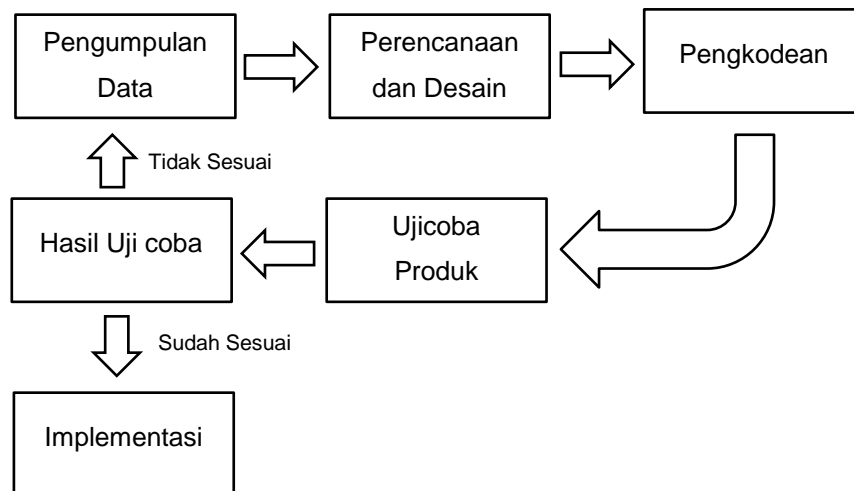 Pengumpulan
Data
Perencanaan
dan Desain
Pengkodean
Tidak Sesuai
Hasil Uji coba
Ujicoba
Produk
Sudah Sesuai
Implementasi